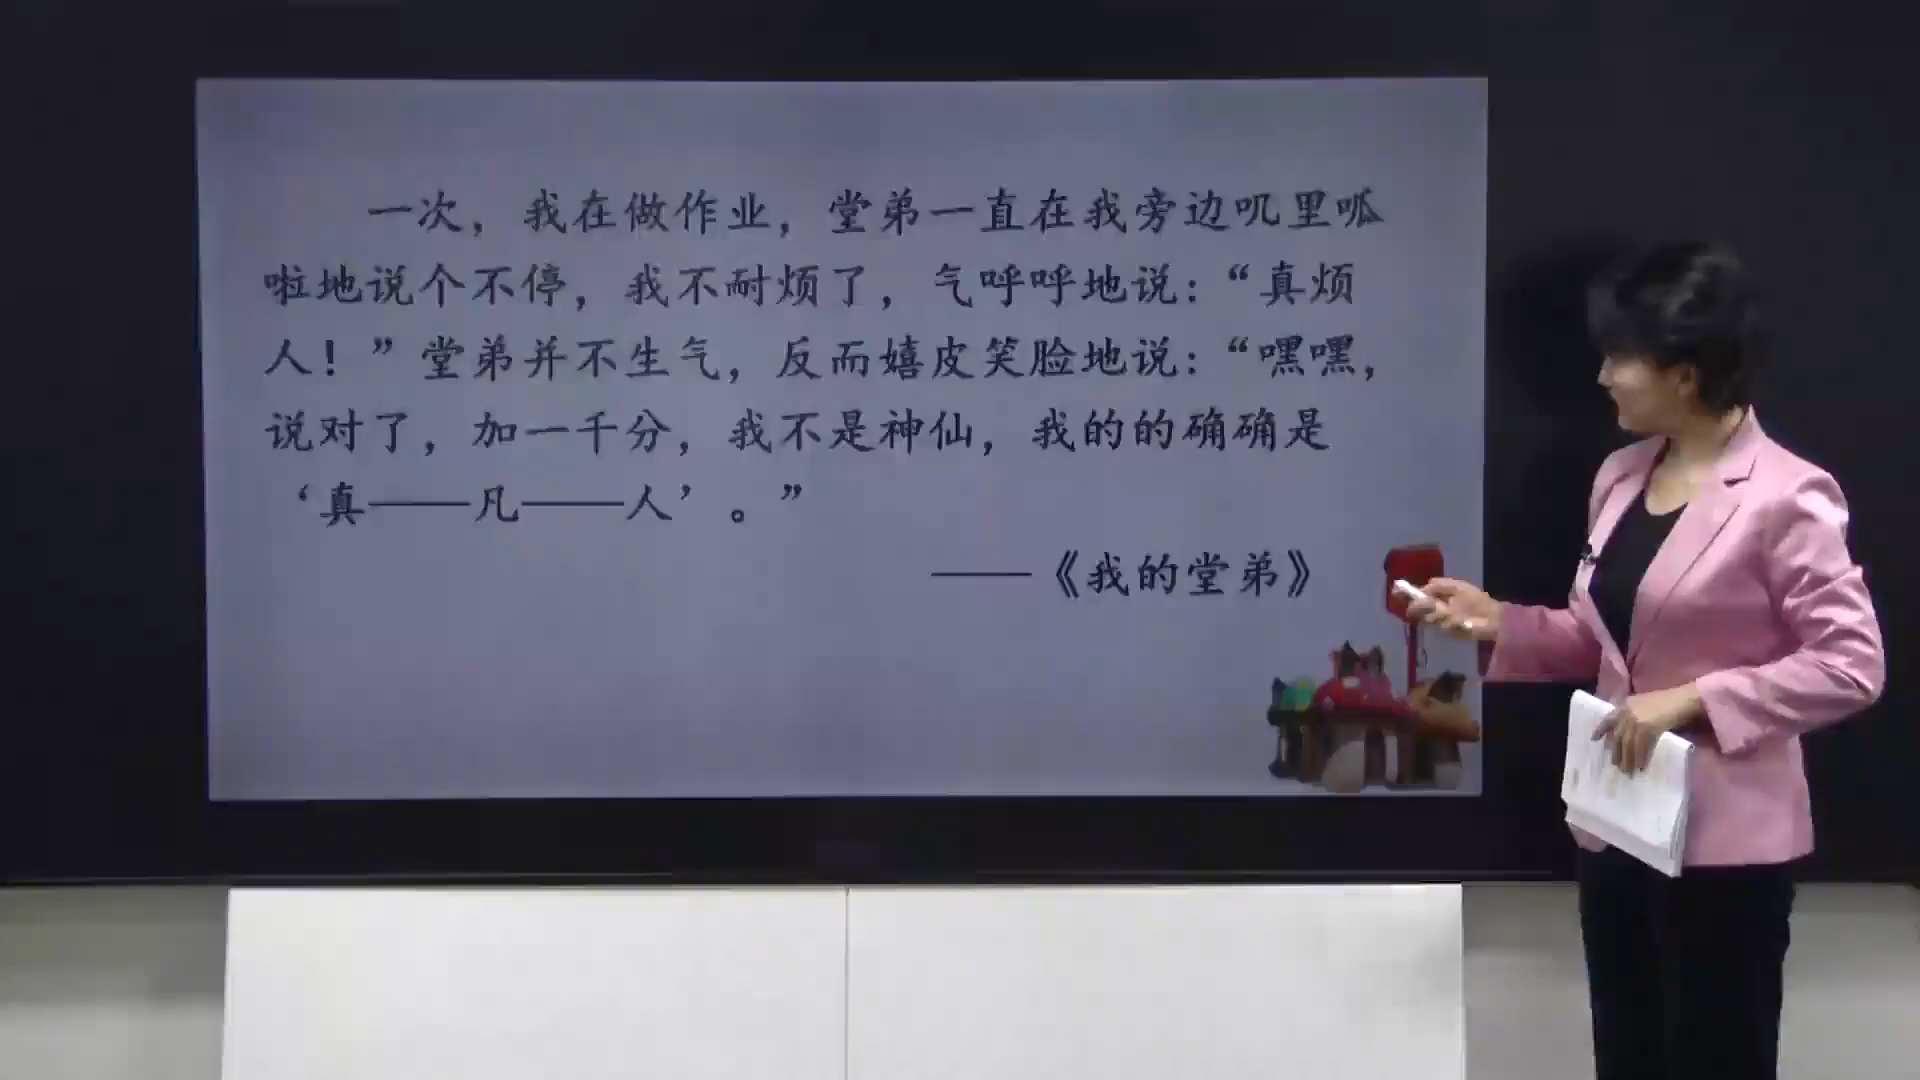 一次，我在做作业，堂弟一直在我旁边叽里呱
啦地说个不停，我不耐烦了，气呼呼地说：“真烦
人！”堂弟并不生气，反而嬉皮笑脸地说：“嘿嘿，
说对了，加一千分，我不是神仙，我的的确确是
‘真——凡——人’。”
——《我的堂弟》